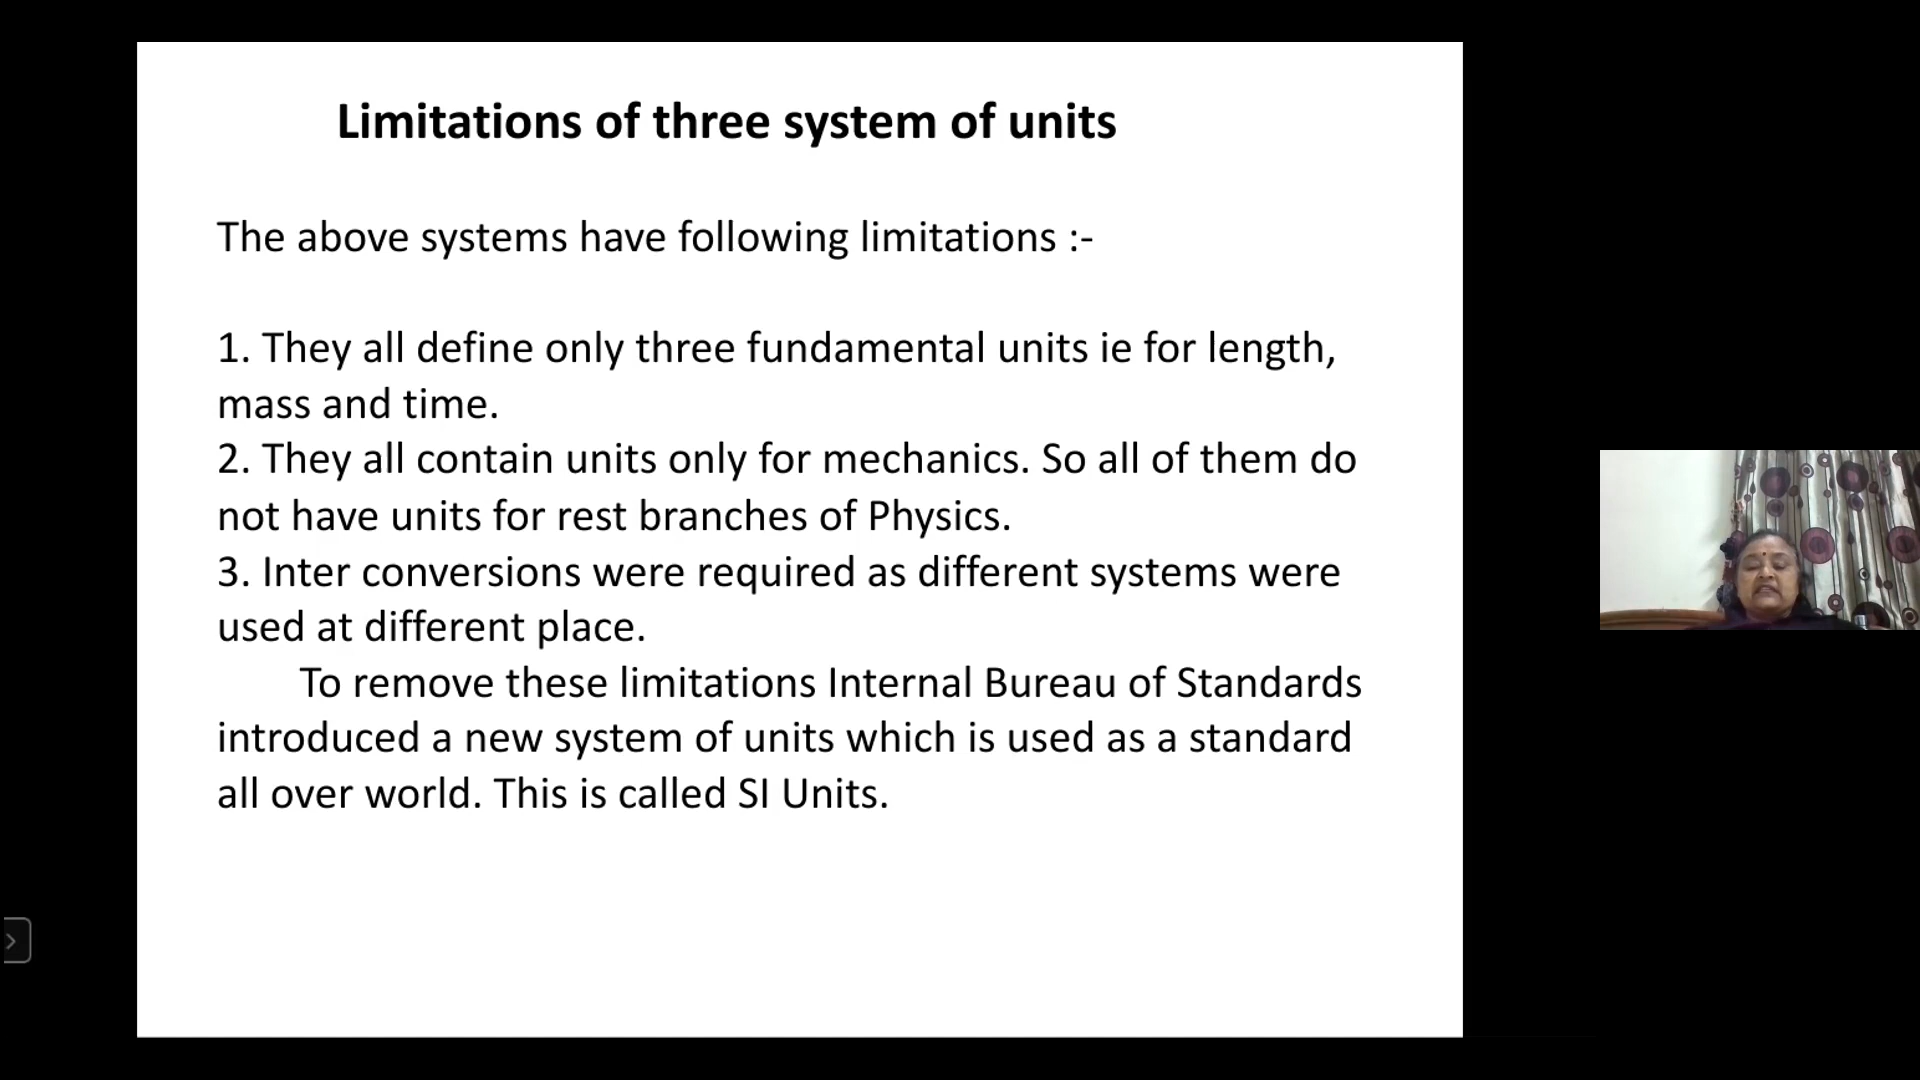 Limitations of three system of units
The above systems have following limitations :-
1. They all define only three fundamental units ie for length,
mass and time.
2. They all contain units only for mechanics. So all of them do
not have units for rest branches of Physics.
3. Inter conversions were required as different systems were
used at different place.
To remove these limitations Internal Bureau of Standards
introduced a new system of units which is used as a standard
all over world. This is called SI Units.